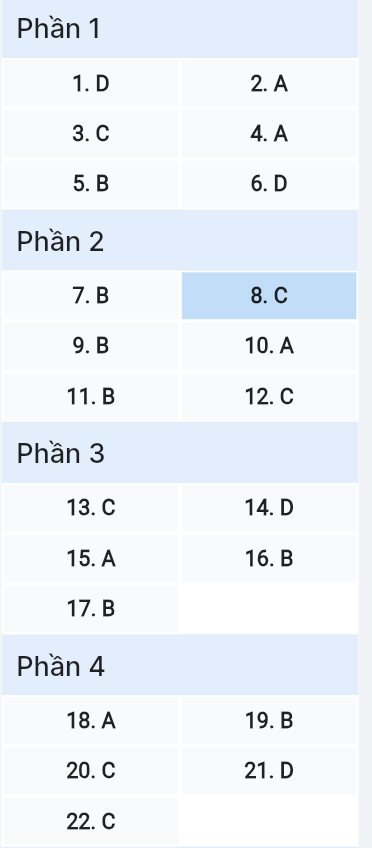 Phần 1
1. D 2. A
3. C 4. A
5. B 6. D
Phần 2
7. B 8. C
9. B 10. A
11. B 12. C
Phần 3
13. C 14. D
15. A 16. B
17. B
Phần 4
18. A 19. B
20. C 21. D
22. C